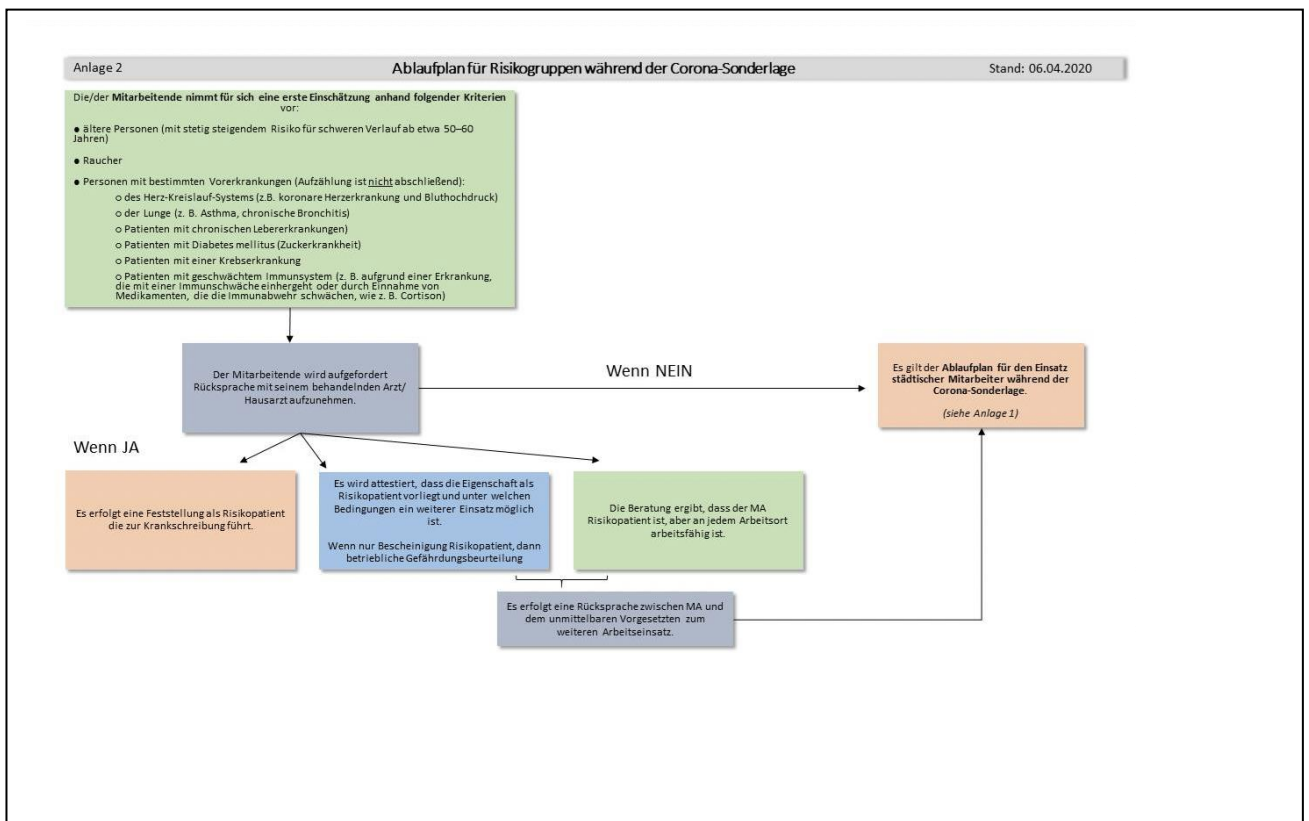 Anlage 2
Ablaufplan für Risikogruppen während der Corona-Sonderlage
Stand: 06.04.2020
Die/der Mitarbeitende nimmt für sich eine erste Einschätzung anhand folgender Kriterien
vor:
● ältere Personen (mit stetig steigendem Risiko für schweren Verlauf ab etwa 50–60
Jahren)
● Raucher
● Personen mit bestimmten Vorerkrankungen (Aufzählung ist nicht abschließend):
o des Herz-Kreislauf-Systems (z.B. koronare Herzerkrankung und Bluthochdruck)
o der Lunge (z. B. Asthma, chronische Bronchitis)
o Patienten mit chronischen Lebererkrankungen)
o Patienten mit Diabetes mellitus (Zuckerkrankheit)
o Patienten mit einer Krebserkrankung
o Patienten mit geschwächtem Immunsystem (z. B. aufgrund einer Erkrankung,
die mit einer Immunschwäche einhergeht oder durch Einnahme von
Medikamenten, die die Immunabwehr schwächen, wie z. B. Cortison)
Der Mitarbeitende wird aufgefordert
Rücksprache mit seinem behandelnden Arzt/
Hausarzt aufzunehmen.
Wenn NEIN
Es gilt der Ablaufplan für den Einsatz
städtischer Mitarbeiter während der
Corona-Sonderlage.
(siehe Anlage 1)
Wenn JA
Es erfolgt eine Feststellung als Risikopatient
die zur Krankschreibung führt.
Es wird attestiert, dass die Eigenschaft als
Risikopatient vorliegt und unter welchen
Bedingungen ein weiterer Einsatz möglich
ist.
Wenn nur Bescheinigung Risikopatient, dann
betriebliche Gefährdungsbeurteilung
Die Beratung ergibt, dass der MA
Risikopatient ist, aber an jedem Arbeitsort
arbeitsfähig ist.
Es erfolgt eine Rücksprache zwischen MA und
dem unmittelbaren Vorgesetzten zum
weiteren Arbeitseinsatz.